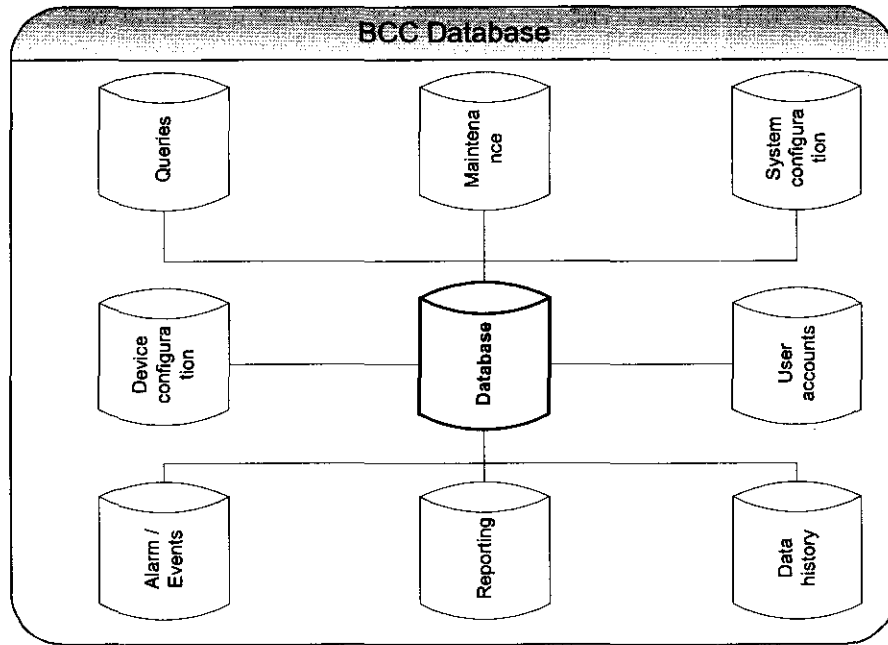 BCC Database
Queries
Maintena
nce
System
configura
tion
Device
configura
tion
Database
User
accounts
Alarm /
Events
Reporting
Data
history